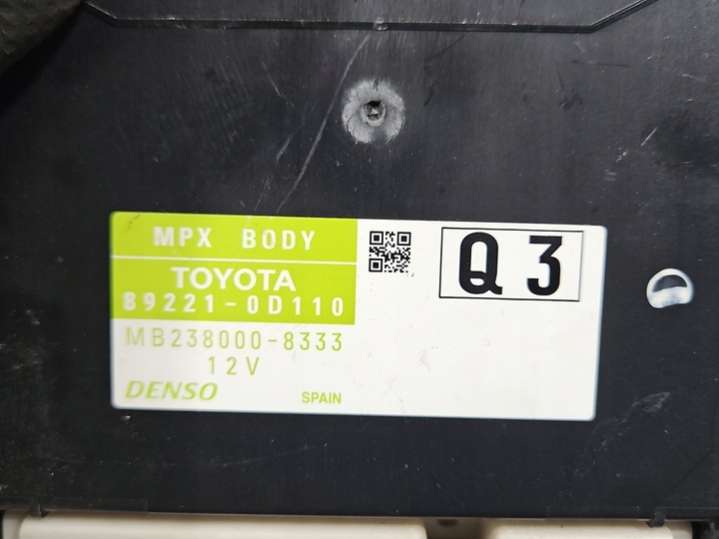 MPX BODY
TOYOTA
89221-0D110
Q3
MB238000-8333
12V
DENSO
SPAIN